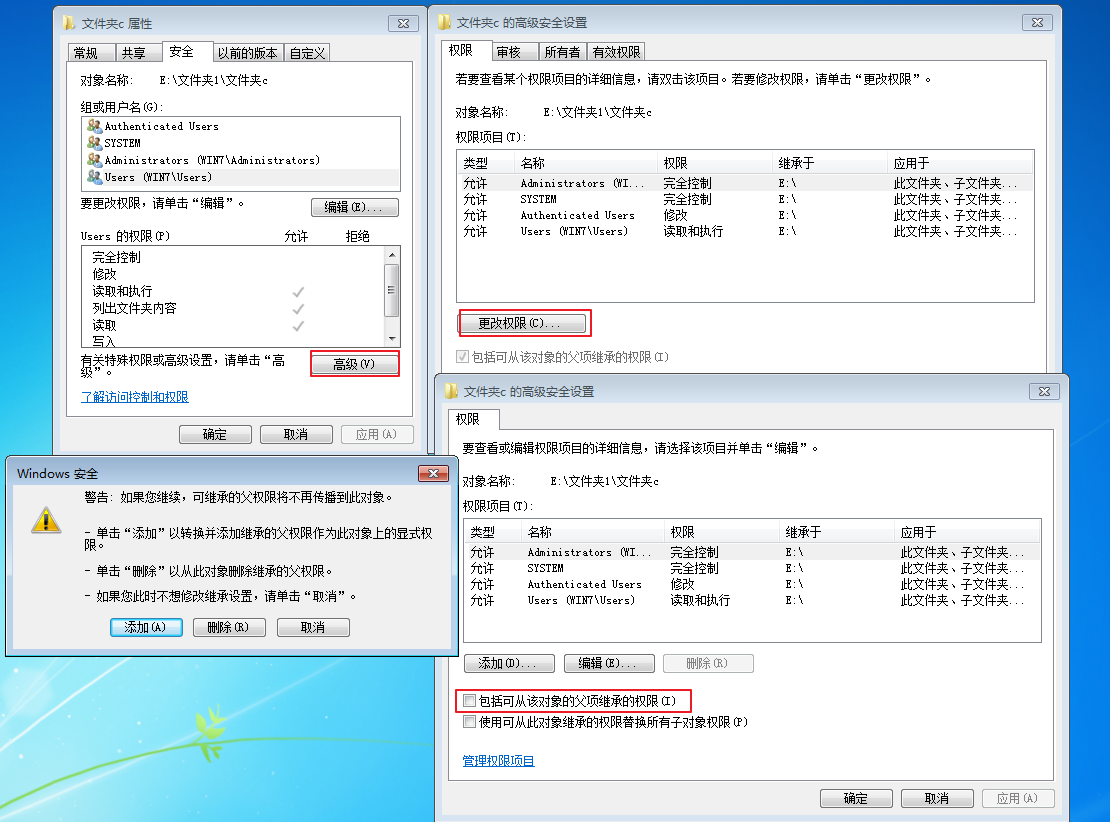 文件夹c 属性
常规 共享 安全 以前的版本 自定义
对象名称: E:\文件夹1\文件夹c
组或用户名(G):
Authenticated Users
SYSTEM
Administrators (WIN7\Administrators)
Users (WIN7\Users)
要更改权限，请单击“编辑”。
编辑(E)...
Users 的权限(P) 允许 拒绝
完全控制
修改
读取和执行
列出文件夹内容
读取
写入
有关特殊权限或高级设置，请单击“高
级”。
高级(V)
了解访问控制和权限
确定 取消 应用(A)
文件夹c 的高级安全设置
权限 审核 所有者 有效权限
若要查看某个权限项目的详细信息，请双击该项目。若要修改权限，请单击“更改权限”。
对象名称: E:\文件夹1\文件夹c
权限项目(T):
类型 名称 权限 继承于 应用于
允许 Administrators (WI... 完全控制 E:\ 此文件夹、子文件夹...
允许 SYSTEM 完全控制 E:\ 此文件夹、子文件夹...
允许 Authenticated Users 修改 E:\ 此文件夹、子文件夹...
允许 Users (WIN7\Users) 读取和执行 E:\ 此文件夹、子文件夹...
更改权限(C)...
包括可从该对象的父项继承的权限(I)
Windows 安全
警告: 如果您继续，可继承的父权限将不再传播到此对象。
- 单击“添加”以转换并添加继承的父权限作为此对象上的显式权
限。
- 单击“删除”以从此对象删除继承的父权限。
- 如果您此时不想修改继承设置，请单击“取消”。
添加(A) 删除(R) 取消
文件夹c 的高级安全设置
权限
要查看或编辑权限项目的详细信息，请选择该项目并单击“编辑”。
对象名称: E:\文件夹1\文件夹c
权限项目(T):
类型 名称 权限 继承于 应用于
允许 Administrators (WI... 完全控制 E:\ 此文件夹、子文件夹...
允许 SYSTEM 完全控制 E:\ 此文件夹、子文件夹...
允许 Authenticated Users 修改 E:\ 此文件夹、子文件夹...
允许 Users (WIN7\Users) 读取和执行 E:\ 此文件夹、子文件夹...
添加(D)... 编辑(E)... 删除(R)
包括可从该对象的父项继承的权限(I)
使用可从此对象继承的权限替换所有子对象权限(P)
管理权限项目
确定 取消 应用(A)